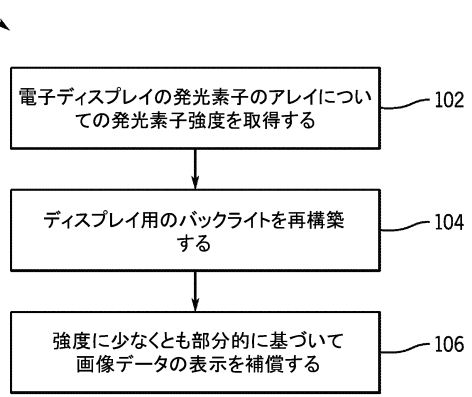 電子ディスプレイの発光素子のアレイについ
ての発光素子強度を取得する
102
ディスプレイ用のバックライトを再構築
する
104
強度に少なくとも部分的に基づいて
画像データの表示を補償する
106